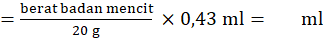 = berat badan mencit / 20 g × 0,43 ml = ml